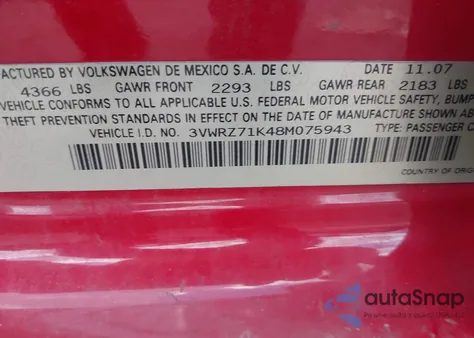 FACTURED BY VOLKSWAGEN DE MEXICO S.A. DE C.V. DATE 11.07
4366 LBS GAWR FRONT 2293 LBS GAWR REAR 2183 LBS
VEHICLE CONFORMS TO ALL APPLICABLE U.S. FEDERAL MOTOR VEHICLE SAFETY, BUMP
THEFT PREVENTION STANDARDS IN EFFECT ON THE DATE OF MANUFACTURE SHOWN AB
VEHICLE I.D. NO. 3VWRZ71K48M075943 TYPE: PASSENGER C
COUNTRY OF ORIG
autoSnap